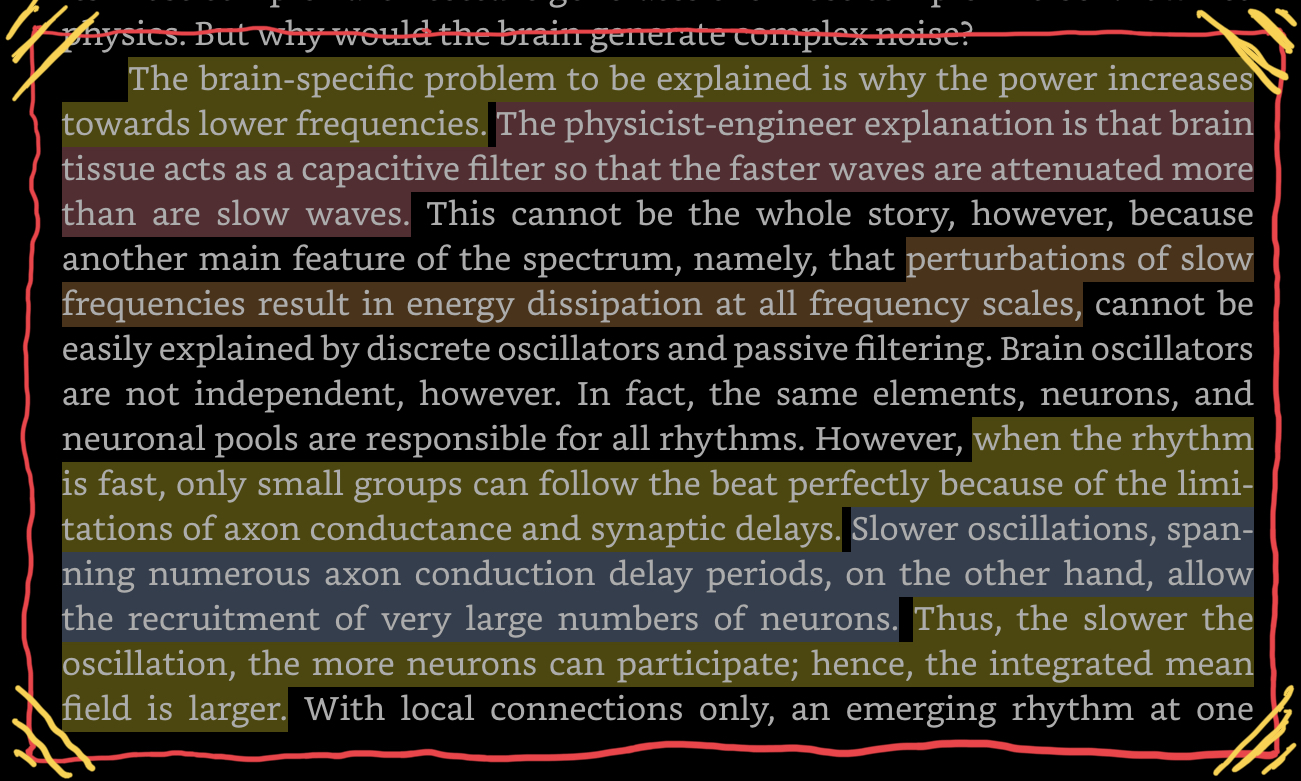 physics. But why would the brain generate complex noise?
The brain-specific problem to be explained is why the power increases
towards lower frequencies. The physicist-engineer explanation is that brain
tissue acts as a capacitive filter so that the faster waves are attenuated more
than are slow waves. This cannot be the whole story, however, because
another main feature of the spectrum, namely, that perturbations of slow
frequencies result in energy dissipation at all frequency scales, cannot be
easily explained by discrete oscillators and passive filtering. Brain oscillators
are not independent, however. In fact, the same elements, neurons, and
neuronal pools are responsible for all rhythms. However, when the rhythm
is fast, only small groups can follow the beat perfectly because of the limi-
tations of axon conductance and synaptic delays. Slower oscillations, span-
ning numerous axon conduction delay periods, on the other hand, allow
the recruitment of very large numbers of neurons. Thus, the slower the
oscillation, the more neurons can participate; hence, the integrated mean
field is larger. With local connections only, an emerging rhythm at one